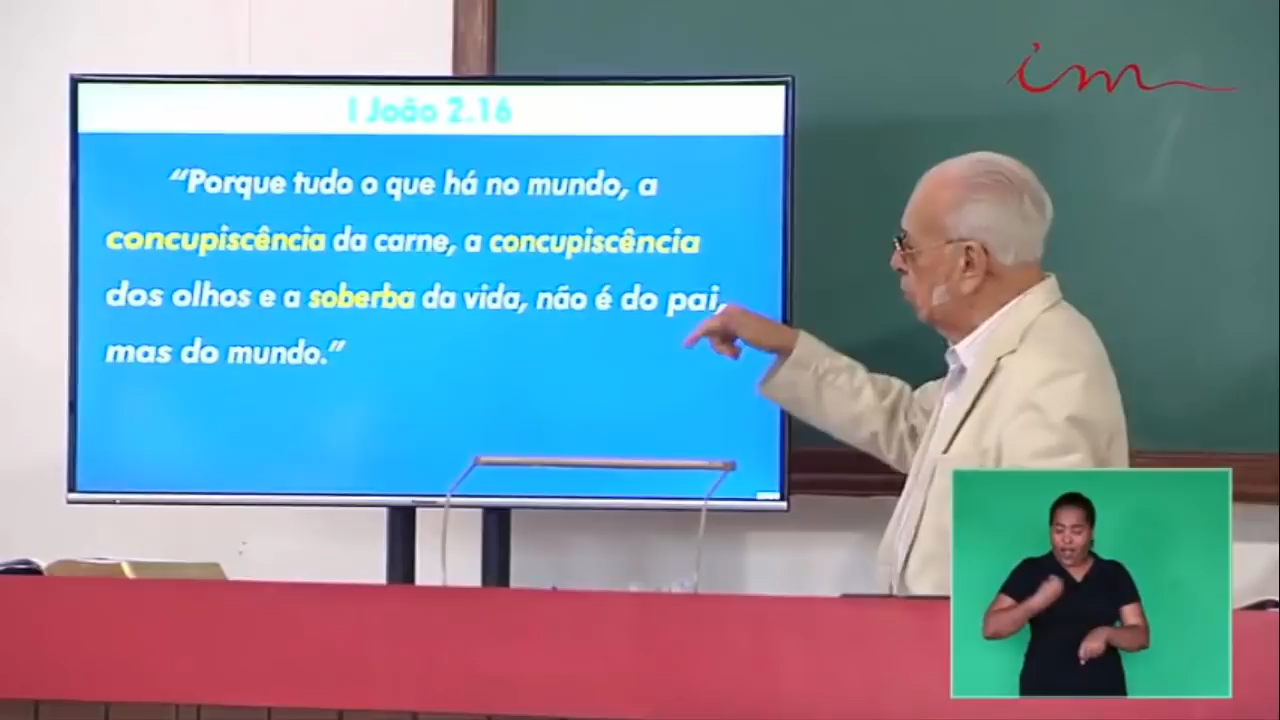 im
I João 2.16
“Porque tudo o que há no mundo, a
concupiscência da carne, a concupiscência
dos olhos e a soberba da vida, não é do pai,
mas do mundo.”